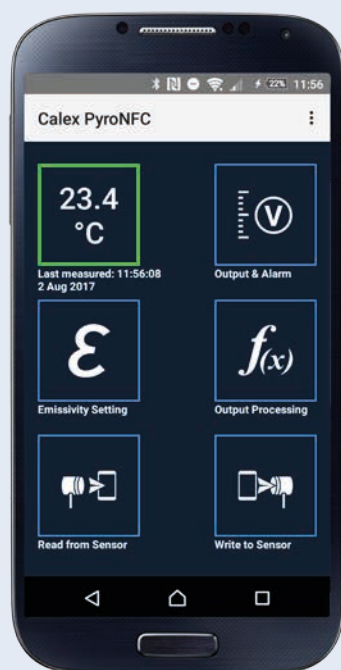 22% 11:56
Calex PyroNFC
23.4
°C
V
Last measured: 11:56:08
2 Aug 2017
Output & Alarm
ε
f(x)
Emissivity Setting
Output Processing
Read from Sensor
Write to Sensor